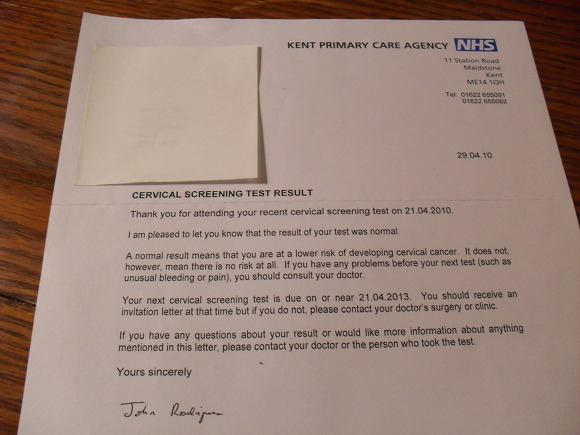 KENT PRIMARY CARE AGENCY NHS
11 Station Road
Maidstone
Kent
ME14 1QH
Tel: 01622 655091
01622 655092
29.04.10
CERVICAL SCREENING TEST RESULT
Thank you for attending your recent cervical screening test on 21.04.2010.
I am pleased to let you know that the result of your test was normal.
A normal result means that you are at a lower risk of developing cervical cancer. It does not,
however, mean there is no risk at all. If you have any problems before your next test (such as
unusual bleeding or pain), you should consult your doctor.
Your next cervical screening test is due on or near 21.04.2013. You should receive an
invitation letter at that time but if you do not, please contact your doctor's surgery or clinic.
If you have any questions about your result or would like more information about anything
mentioned in this letter, please contact your doctor or the person who took the test.
Yours sincerely
John